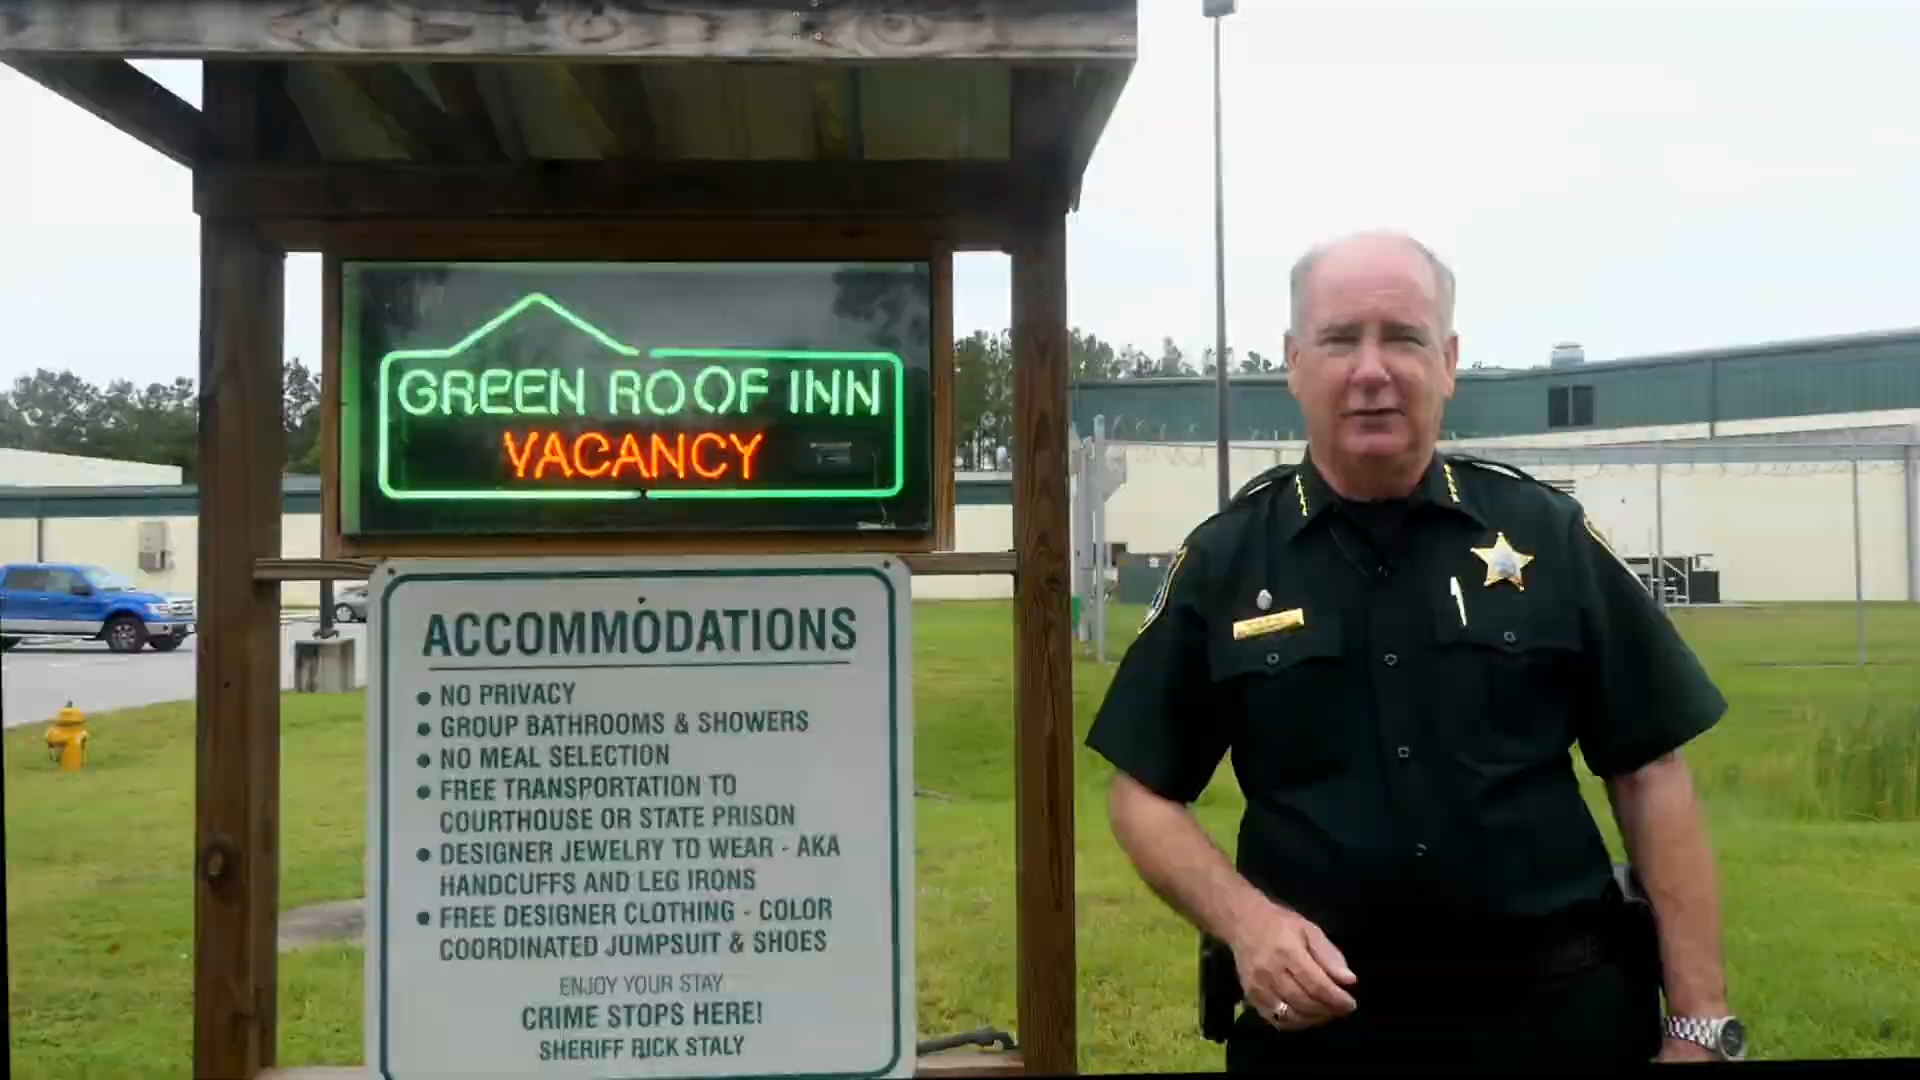 GREEN ROOF INN
VACANCY
ACCOMMODATIONS
● NO PRIVACY
● GROUP BATHROOMS & SHOWERS
● NO MEAL SELECTION
● FREE TRANSPORTATION TO
COURTHOUSE OR STATE PRISON
● DESIGNER JEWELRY TO WEAR - AKA
HANDCUFFS AND LEG IRONS
● FREE DESIGNER CLOTHING - COLOR
COORDINATED JUMPSUIT & SHOES
ENJOY YOUR STAY
CRIME STOPS HERE!
SHERIFF RICK STALY